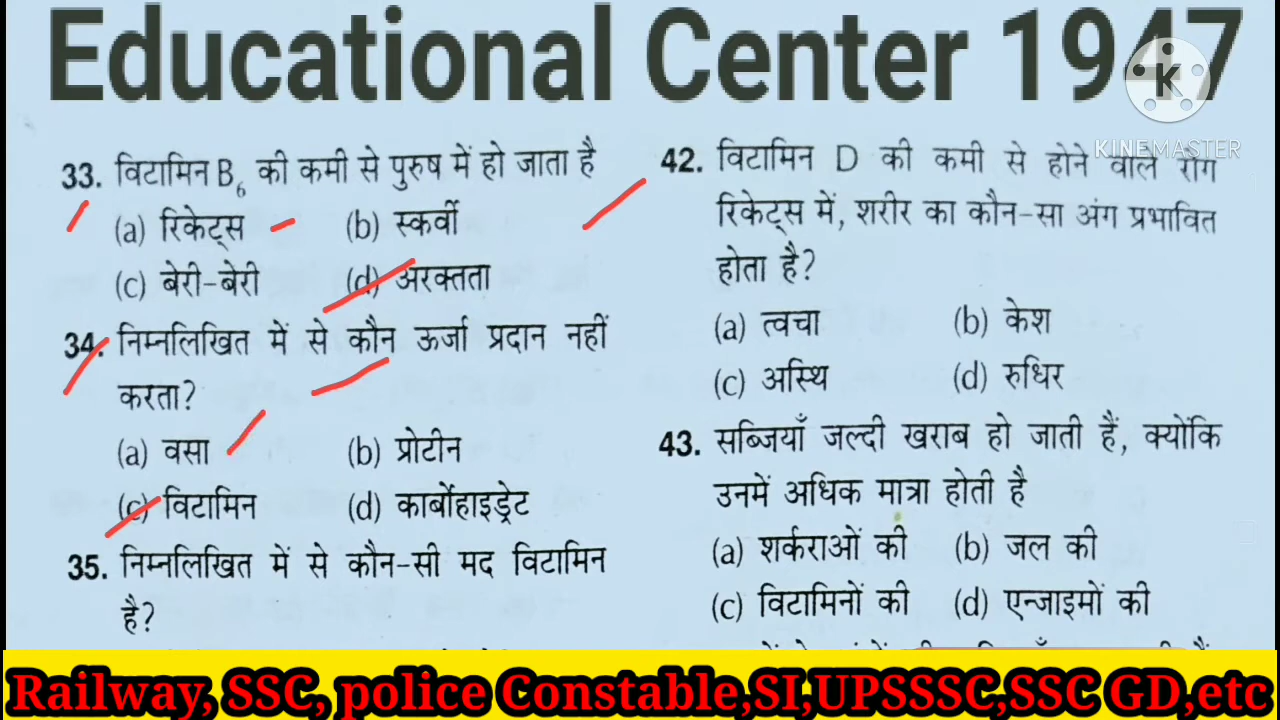 Educational Center 1947
KINEMASTER
33. विटामिन B₆ की कमी से पुरुष में हो जाता है
(a) रिकेट्स (b) स्कर्वी
(c) बेरी-बेरी (d) अरक्तता
34. निम्नलिखित में से कौन ऊर्जा प्रदान नहीं
करता?
(a) वसा (b) प्रोटीन
(c) विटामिन (d) कार्बोहाइड्रेट
35. निम्नलिखित में से कौन-सी मद विटामिन
है?
42. विटामिन D की कमी से होने वाले रोग
रिकेट्स में, शरीर का कौन-सा अंग प्रभावित
होता है?
(a) त्वचा (b) केश
(c) अस्थि (d) रुधिर
43. सब्जियाँ जल्दी खराब हो जाती हैं, क्योंकि
उनमें अधिक मात्रा होती है
(a) शर्कराओं की (b) जल की
(c) विटामिनों की (d) एन्जाइमों की
Railway, SSC, police Constable,SI,UPSSSC,SSC GD,etc